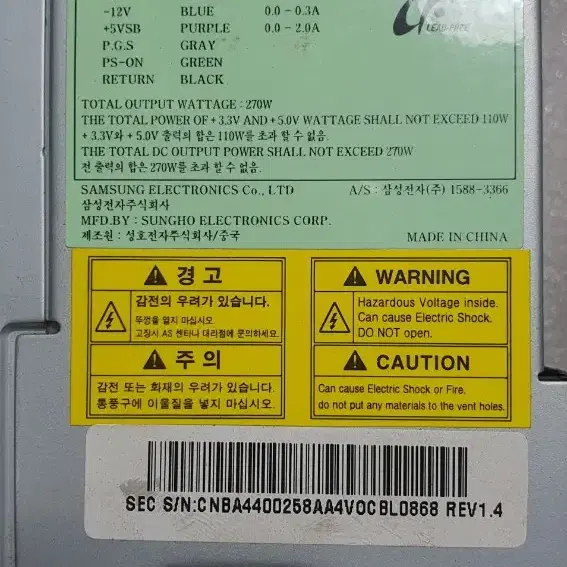 -12V BLUE 0.0 - 0.3A
+5VSB PURPLE 0.0 - 2.0A
P.G.S GRAY
PS-ON GREEN
RETURN BLACK
LEAD FREE
TOTAL OUTPUT WATTAGE : 270W
THE TOTAL POWER OF + 3.3V AND + 5.0V WATTAGE SHALL NOT EXCEED 110W
+ 3.3V와 + 5.0V 출력의 합은 110W를 초과 할 수 없음.
THE TOTAL DC OUTPUT POWER SHALL NOT EXCEED 270W
전 출력의 합은 270W를 초과 할 수 없음.
SAMSUNG ELECTRONICS Co., LTD A/S : 삼성전자(주) 1588-3366
삼성전자주식회사
MFD.BY : SUNGHO ELECTRONICS CORP.
제조원 : 성호전자주식회사/중국 MADE IN CHINA
경 고
감전의 우려가 있습니다.
뚜껑을 열지 마십시오
고장시 AS 센타나 대리점에 문의하세요.
주 의
감전 또는 화재의 우려가 있습니다.
통풍구에 이물질을 넣지 마십시오.
WARNING
Hazardous Voltage inside.
Can cause Electric Shock.
DO NOT open.
CAUTION
Can cause Electric Shock or Fire.
do not put any materials to the vent holes.
SEC S/N:CNBA4400258AA4V0CBL0868 REV1.4